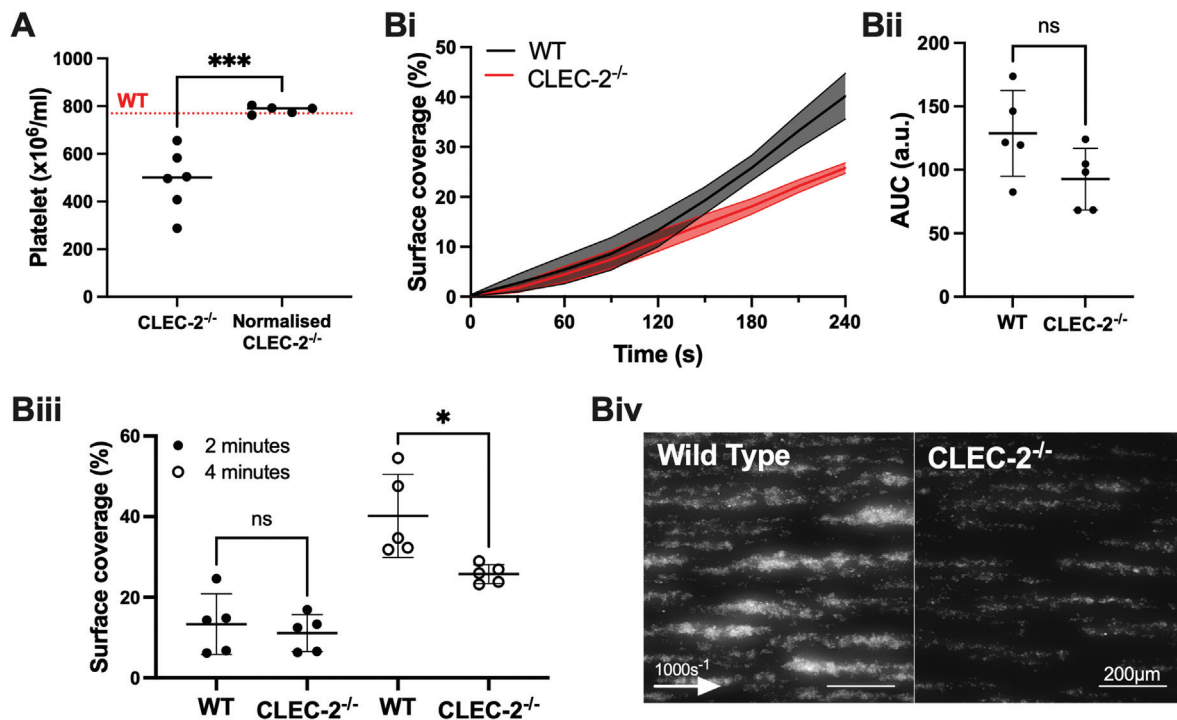 A
Platelet (x10⁶/ml)
1000
800
600
400
200
0
WT
***
CLEC-2⁻/⁻
Normalised
CLEC-2⁻/⁻
Bi
Surface coverage (%)
50
40
30
20
10
0
WT
CLEC-2⁻/⁻
0
60
120
180
240
Time (s)
Bii
AUC (a.u.)
200
150
100
50
0
ns
WT
CLEC-2⁻/⁻
Biii
Surface coverage (%)
60
40
20
0
2 minutes
4 minutes
ns
*
WT
CLEC-2⁻/⁻
WT
CLEC-2⁻/⁻
Biv
Wild Type
CLEC-2⁻/⁻
1000s⁻¹
200µm